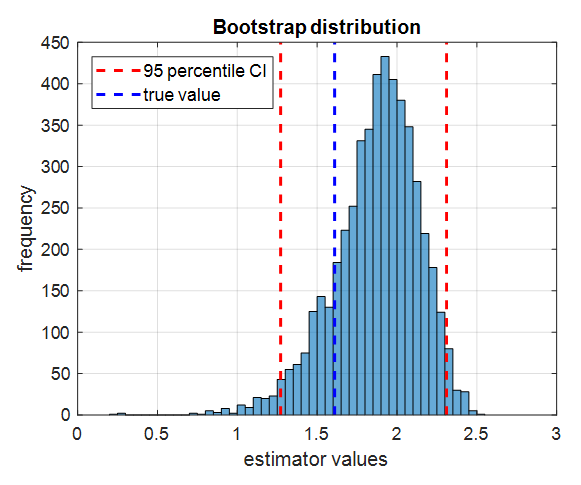 Bootstrap distribution
95 percentile CI
true value
450
400
350
300
250
200
150
100
50
0
frequency
0 0.5 1 1.5 2 2.5 3
estimator values